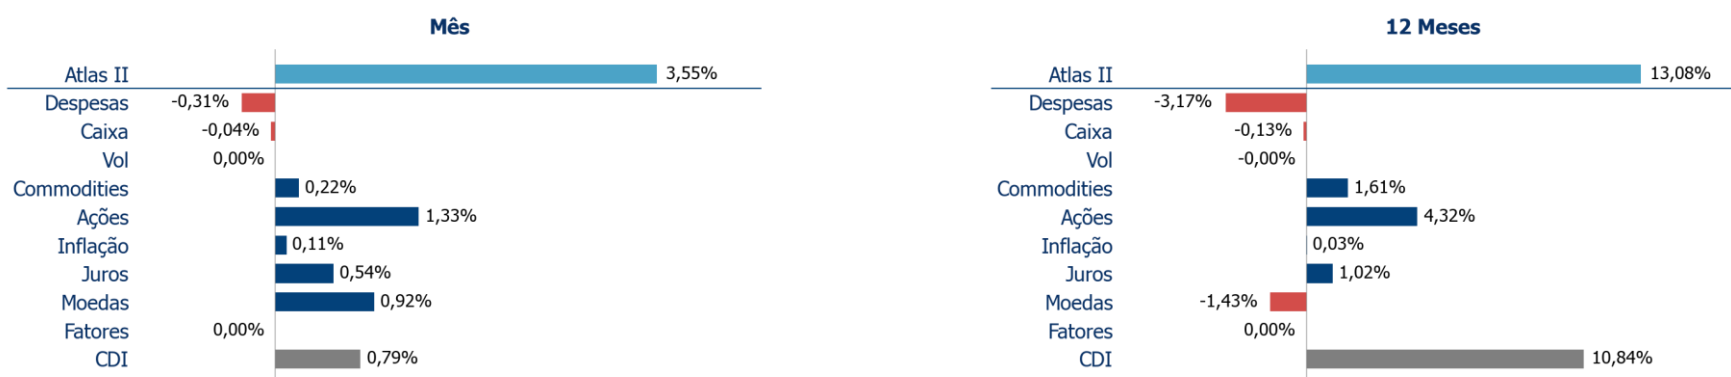 Mês
Atlas II 3,55%
Despesas -0,31%
Caixa -0,04%
Vol 0,00%
Commodities 0,22%
Ações 1,33%
Inflação 0,11%
Juros 0,54%
Moedas 0,92%
Fatores 0,00%
CDI 0,79%
12 Meses
Atlas II 13,08%
Despesas -3,17%
Caixa -0,13%
Vol -0,00%
Commodities 1,61%
Ações 4,32%
Inflação 0,03%
Juros 1,02%
Moedas -1,43%
Fatores 0,00%
CDI 10,84%